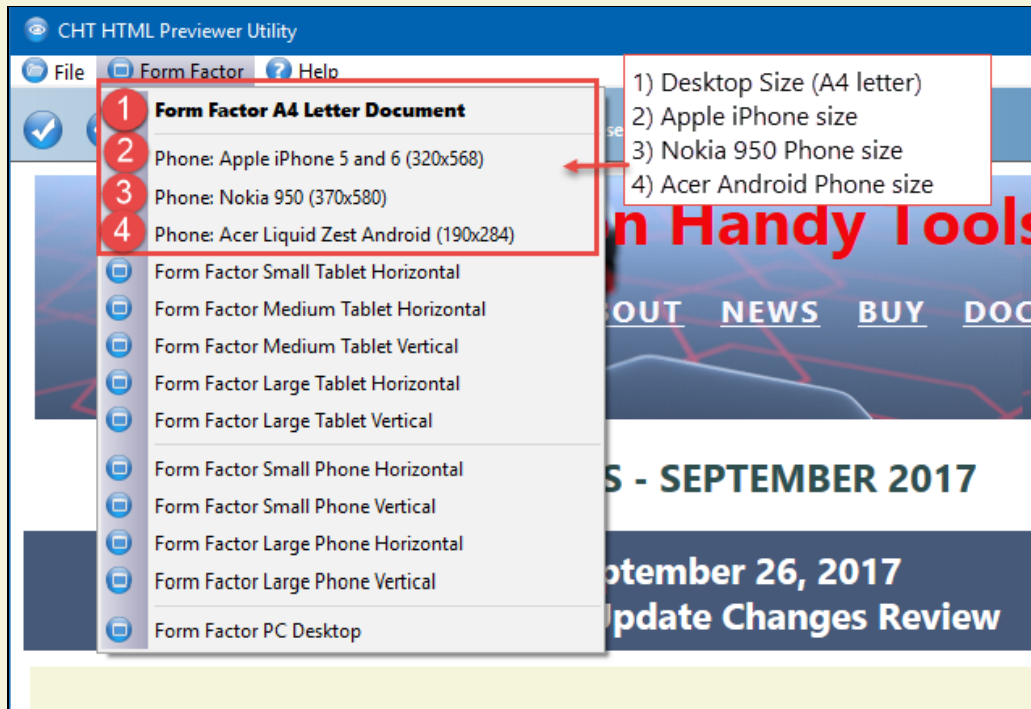 CHT HTML Previewer Utility
File Form Factor Help
1) Desktop Size (A4 letter)
2) Apple iPhone size
3) Nokia 950 Phone size
4) Acer Android Phone size
1 Form Factor A4 Letter Document
2 Phone: Apple iPhone 5 and 6 (320x568)
3 Phone: Nokia 950 (370x580)
4 Phone: Acer Liquid Zest Android (190x284)
Form Factor Small Tablet Horizontal
Form Factor Medium Tablet Horizontal
Form Factor Medium Tablet Vertical
Form Factor Large Tablet Horizontal
Form Factor Large Tablet Vertical
Form Factor Small Phone Horizontal
Form Factor Small Phone Vertical
Form Factor Large Phone Horizontal
Form Factor Large Phone Vertical
Form Factor PC Desktop
n Handy Tools
OUT NEWS BUY DOC
S - SEPTEMBER 2017
ptember 26, 2017
Update Changes Review